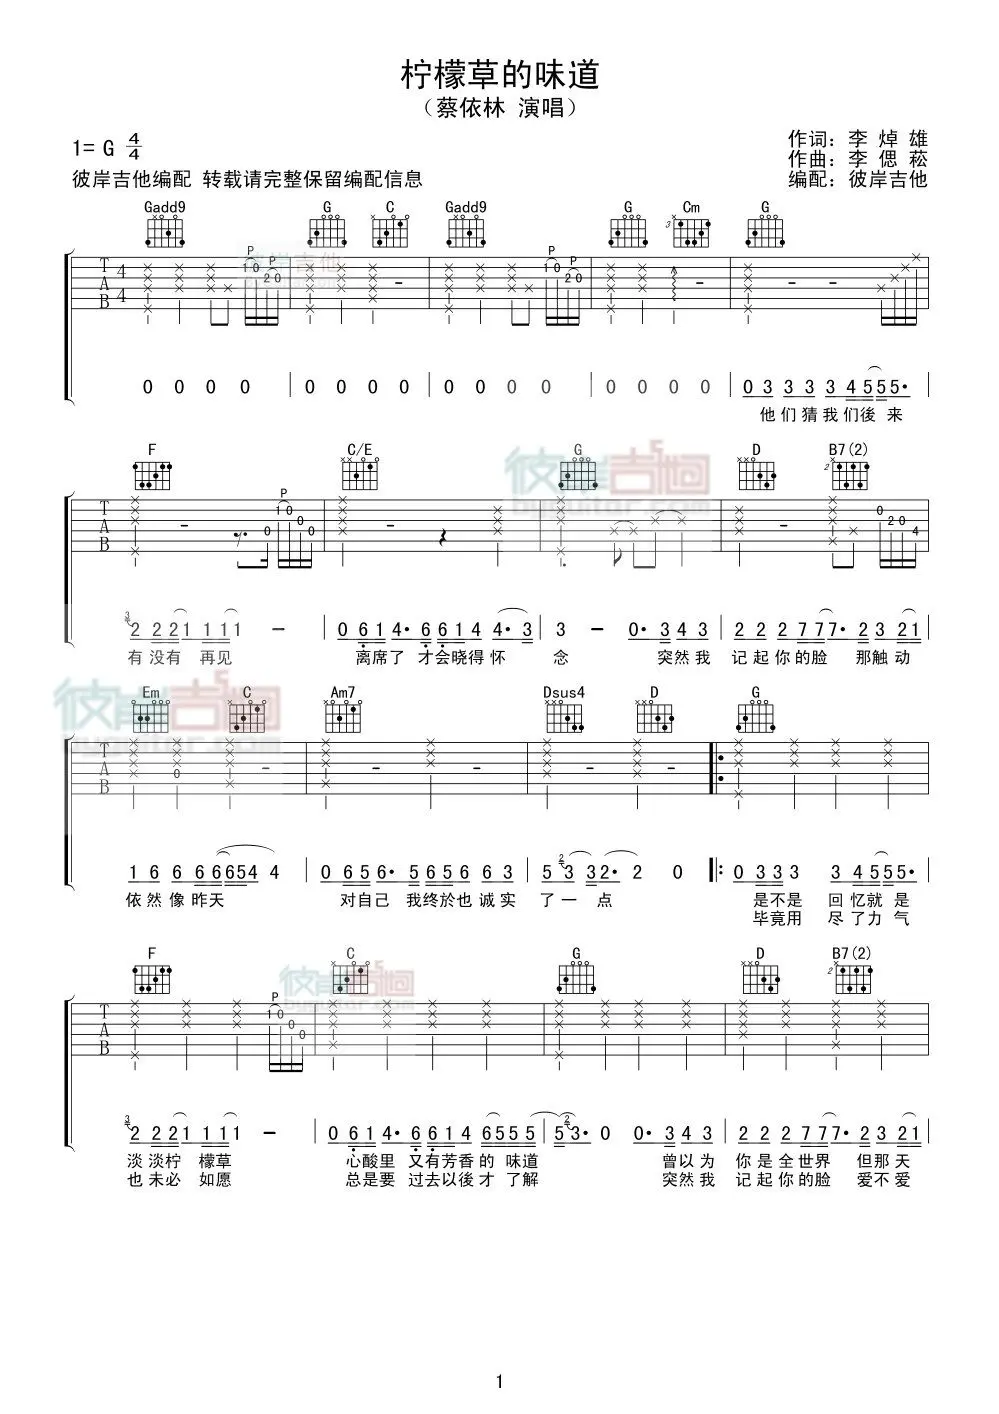 柠檬草的味道
（蔡依林 演唱）
1= G 4/4
作词：李 焯 雄
作曲：李 偲 菘
彼岸吉他编配 转载请完整保留编配信息
编配：彼岸吉他
Gadd9 G C Gadd9 G Cm G
0 0 0 0 0 0 0 0 0 0 0 0 0 0 0 0 0 3 3 3 3 4 5 5 5·
他们猜我们後 来
F C/E G D B7(2)
2 2 2 1 1 1 1 1 - 0 6 1 4· 6 6 1 4 4· 3 3 - 0· 3 4 3 2 2 2 7 7 7· 2 3 2 1
有 没有 再见 离席了 才会晓得怀 念 突然我 记起你的脸 那触动
Em C Am7 Dsus4 D G
1 6 6 6 6 6 5 4 4 0 6 5 6· 5 6 5 6 6 3 5 3 3 2· 2 0 0 3 3 3 3 4 5 5 5·
依然像昨天 对自己 我终於也诚实 了一 点 是不是 回忆就是
毕竟用 尽了力气
F C G D B7(2)
2 2 2 1 1 1 1 1 - 0 6 1 4· 6 6 1 4 6 5 5 5 5 3· 0 0· 3 4 3 2 2 2 7 7 7· 2 3 2 1
淡淡柠 檬草 心酸里 又有芳香的 味道 曾以为 你是全世界 但那天
也未必 如愿 总是要 过去以後才 了解 突然我 记起你的脸 爱不爱
彼岸吉他
byguitar.com
1